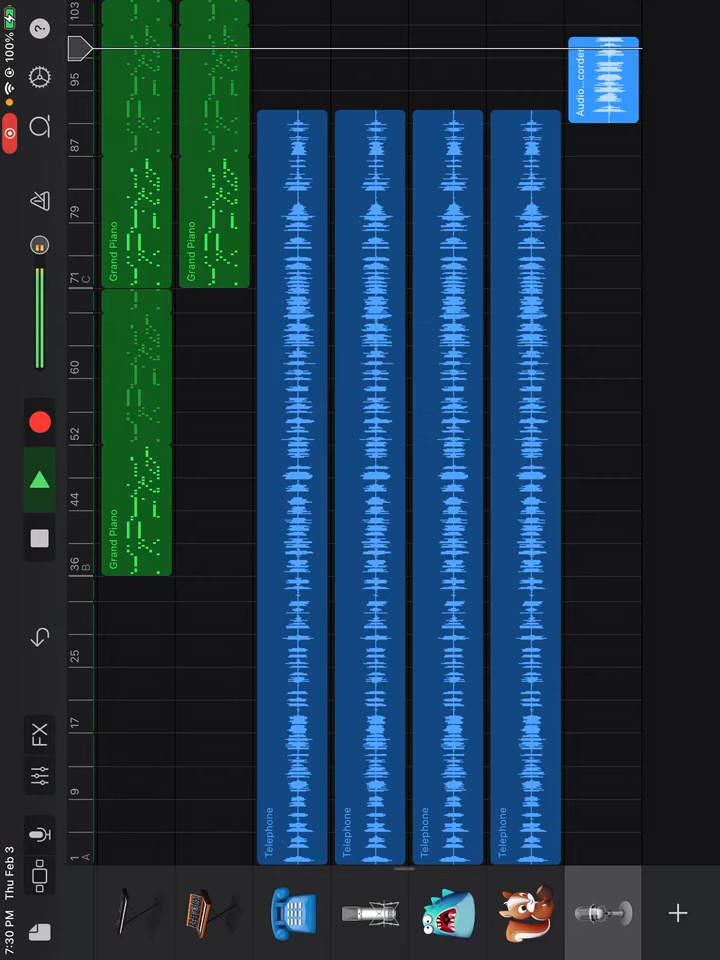 7:30 PM Thu Feb 3
100%
FX
?
1 9 17 25 36 44 52 60 71 79 87 95 103
A B C
Grand Piano Grand Piano
Grand Piano
Telephone
Telephone
Telephone
Telephone
Audio...corder